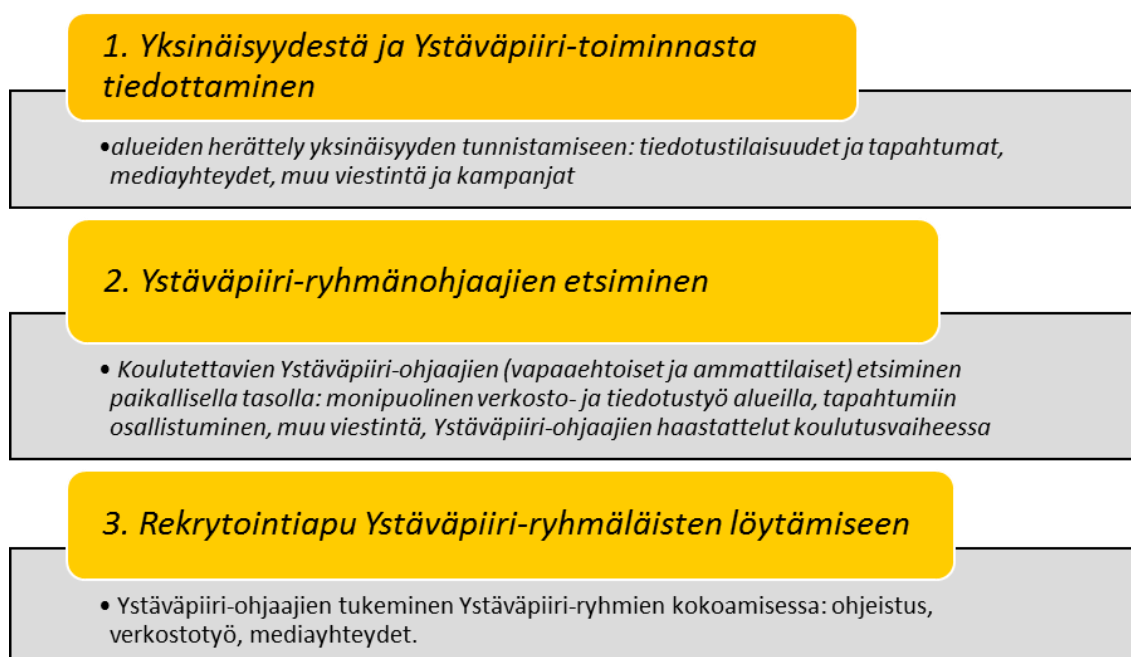 1. Yksinäisyydestä ja Ystäväpiiri-toiminnasta
tiedottaminen
•alueiden herättely yksinäisyyden tunnistamiseen: tiedotustilaisuudet ja tapahtumat,
mediayhteydet, muu viestintä ja kampanjat
2. Ystäväpiiri-ryhmänohjaajien etsiminen
• Koulutettavien Ystäväpiiri-ohjaajien (vapaaehtoiset ja ammattilaiset) etsiminen
paikallisella tasolla: monipuolinen verkosto- ja tiedotustyö alueilla, tapahtumiin
osallistuminen, muu viestintä, Ystäväpiiri-ohjaajien haastattelut koulutusvaiheessa
3. Rekrytointiapu Ystäväpiiri-ryhmäläisten löytämiseen
• Ystäväpiiri-ohjaajien tukeminen Ystäväpiiri-ryhmien kokoamisessa: ohjeistus,
verkostotyö, mediayhteydet.